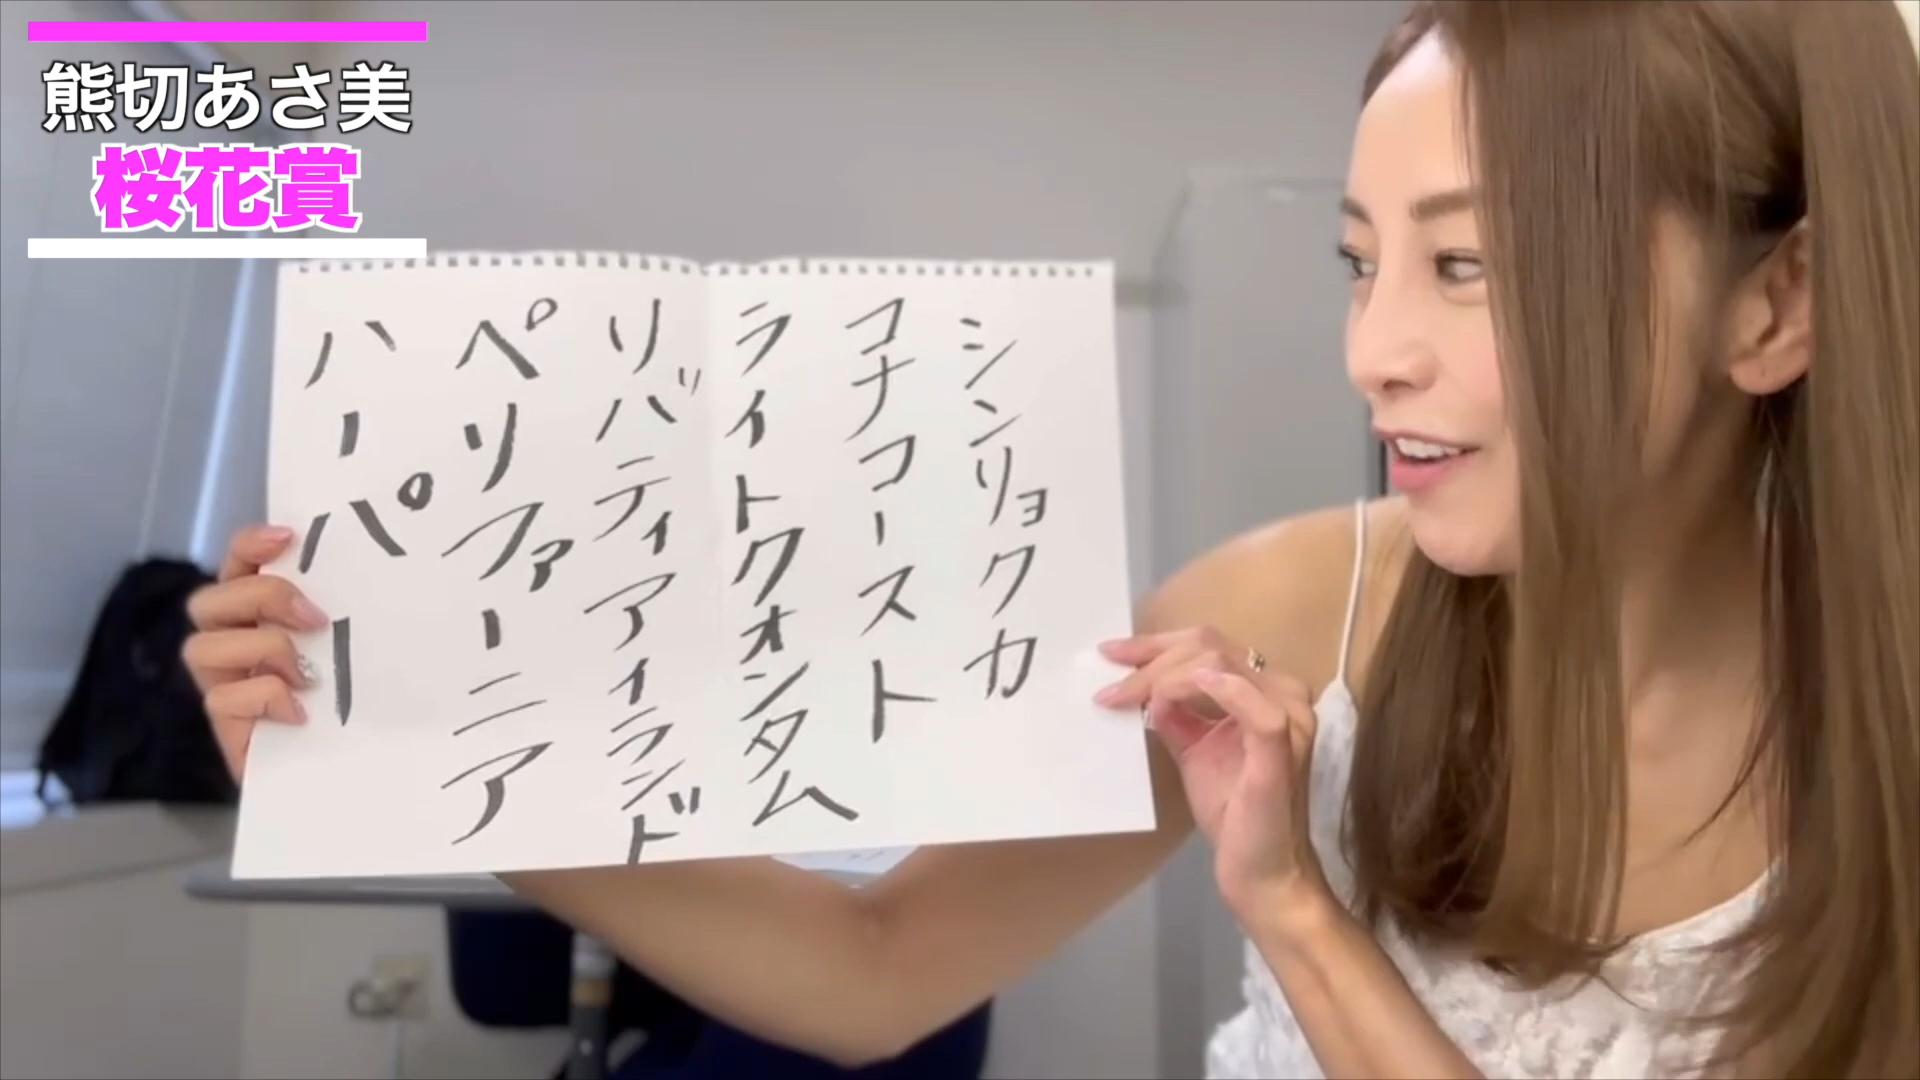 熊切あさ美
桜花賞
シンリョクカ
コナコースト
ライトクオンタム
リバティアイランド
ペリファーニア
ハーパー